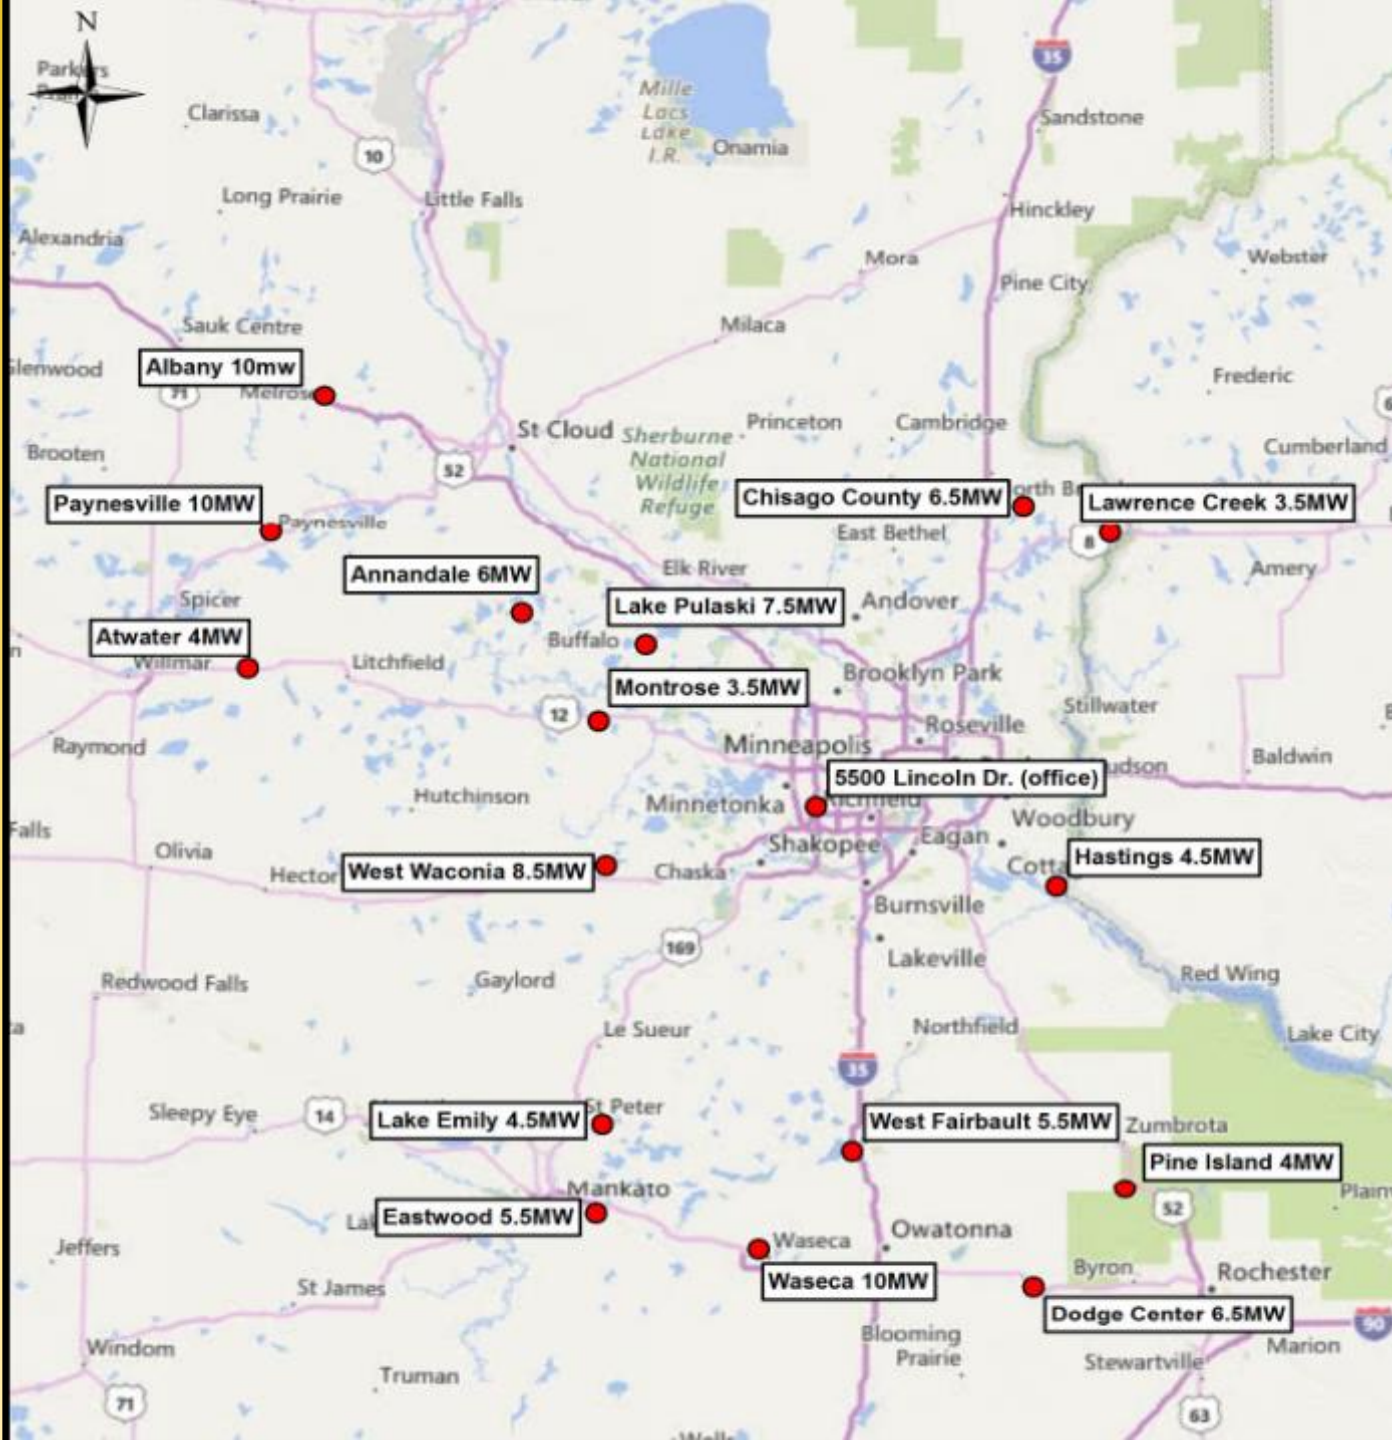 N
Clarissa
35
Mille
Lacs
Lake
I.R.
Onamia
Sandstone
10
Long Prairie
Little Falls
Hinckley
Alexandria
Mora
Webster
Pine City
Sauk Centre
Milaca
Albany 10mw
Glenwood
71
Frederic
Princeton
Cambridge
St Cloud
Sherburne
National
Wildlife
Refuge
Cumberland
Brooten
52
Paynesville 10MW
Paynesville
Chisago County 6.5MW
Lawrence Creek 3.5MW
East Bethel
8
Annandale 6MW
Elk River
Amery
Spicer
Lake Pulaski 7.5MW
Andover
Atwater 4MW
Willmar
Litchfield
Buffalo
Montrose 3.5MW
Brooklyn Park
12
Stillwater
Roseville
Raymond
Minneapolis
Baldwin
5500 Lincoln Dr. (office)
udson
Hutchinson
Minnetonka
Richfield
Woodbury
Falls
Eagan
Olivia
Shakopee
Hector
West Waconia 8.5MW
Chaska
Cotta
Hastings 4.5MW
Burnsville
169
Lakeville
Redwood Falls
Gaylord
Red Wing
Le Sueur
Northfield
Lake City
35
Sleepy Eye
14
Lake Emily 4.5MW
St Peter
West Fairbault 5.5MW
Zumbrota
Pine Island 4MW
Mankato
52
Plainv
Eastwood 5.5MW
Jeffers
Waseca
Owatonna
Waseca 10MW
Byron
Rochester
St James
Dodge Center 6.5MW
90
Windom
Blooming
Prairie
Marion
Stewartville
Truman
71
63
Wells